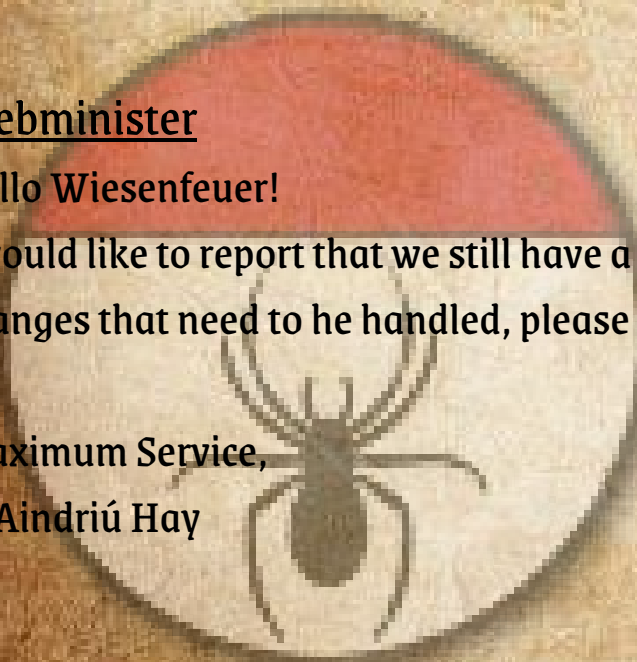 ebminister
llo Wiesenfeuer!
ould like to report that we still have a
anges that need to he handled, please
aximum Service,
Aindriú Hay